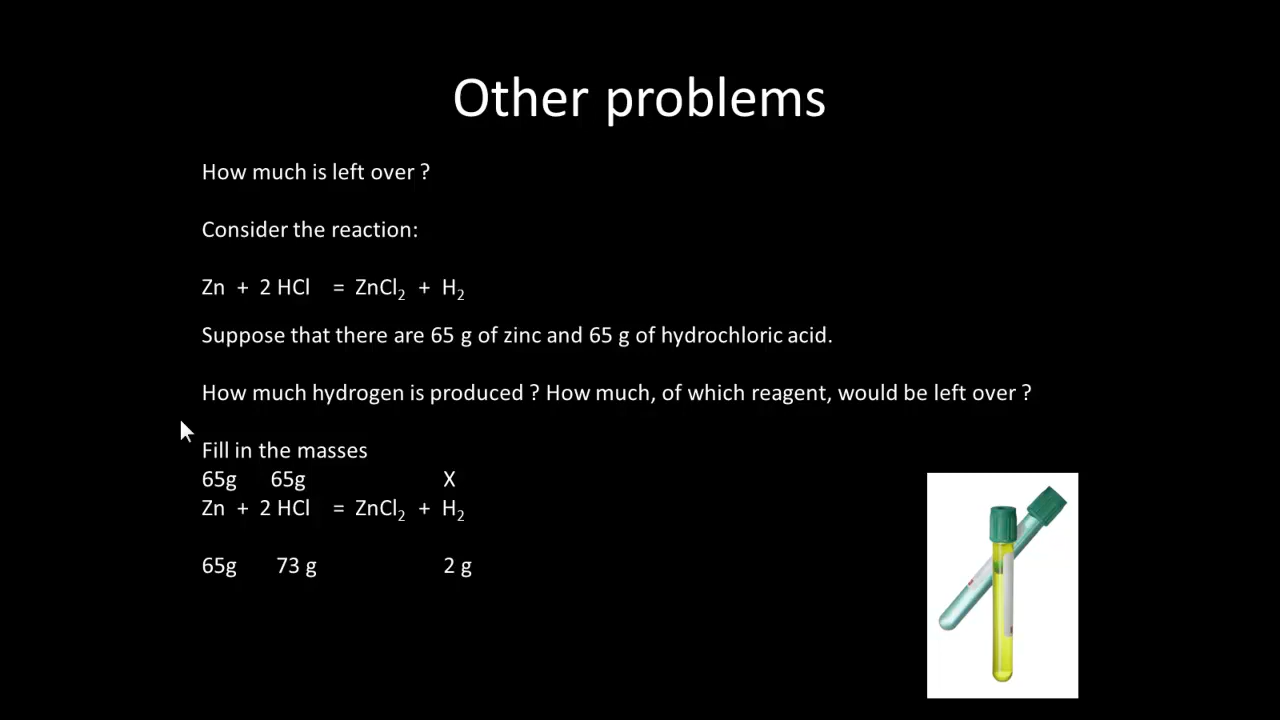 Other problems
How much is left over ?
Consider the reaction:
Zn + 2 HCl = ZnCl₂ + H₂
Suppose that there are 65 g of zinc and 65 g of hydrochloric acid.
How much hydrogen is produced ? How much, of which reagent, would be left over ?
Fill in the masses
65g 65g X
Zn + 2 HCl = ZnCl₂ + H₂
65g 73 g 2 g